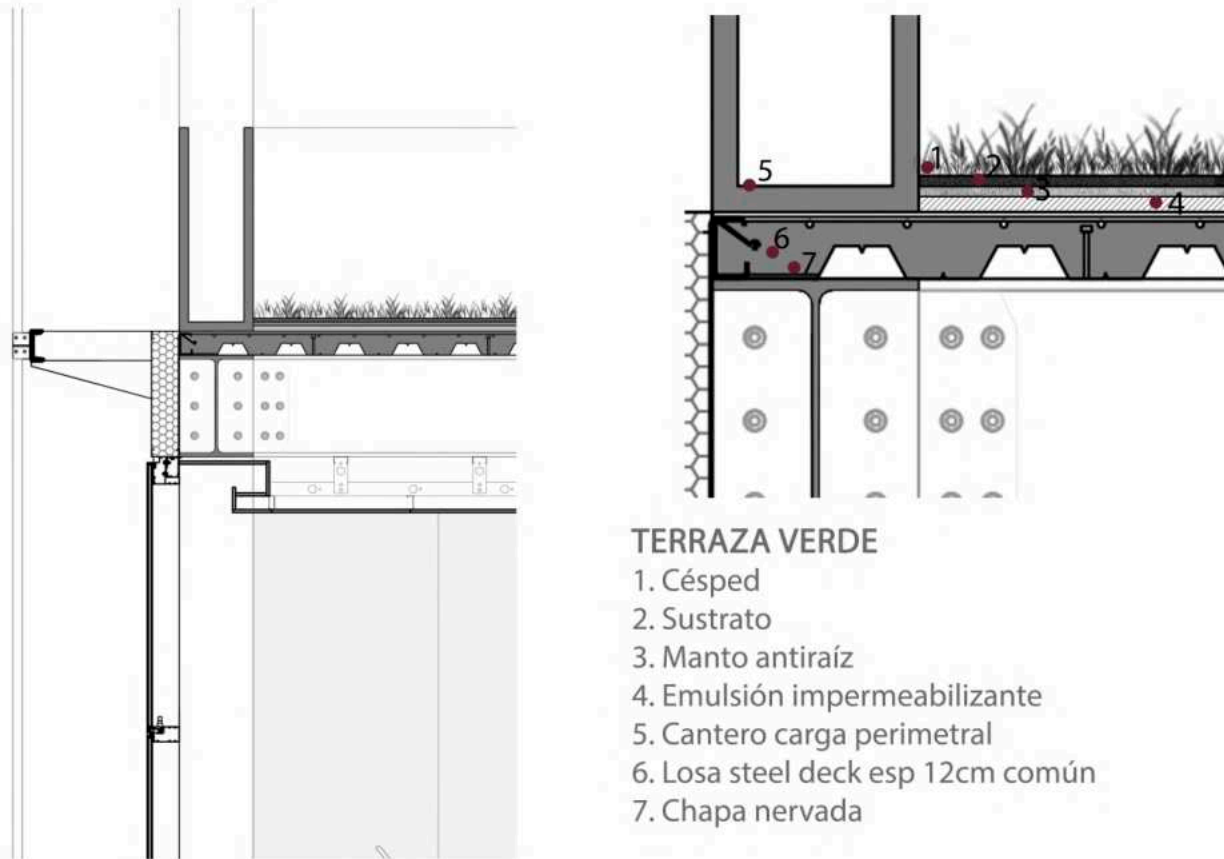 1
2
3
4
5
6
7
TERRAZA VERDE
1. Césped
2. Sustrato
3. Manto antiraíz
4. Emulsión impermeabilizante
5. Cantero carga perimetral
6. Losa steel deck esp 12cm común
7. Chapa nervada